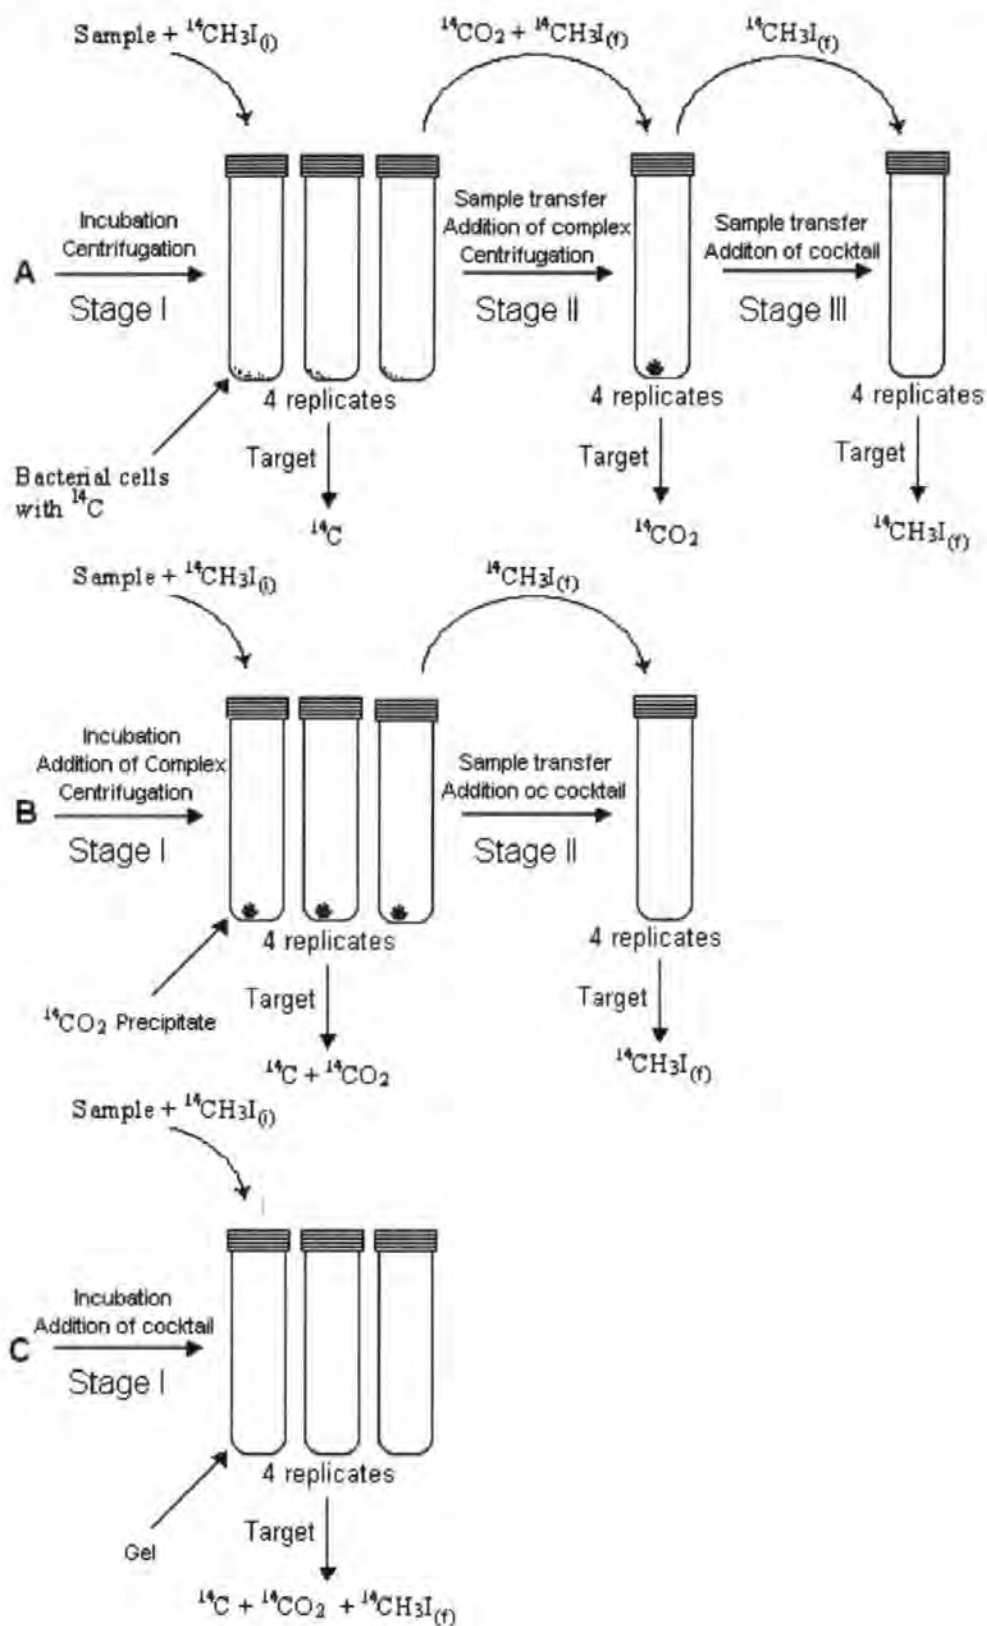 Sample + ¹⁴CH3I(i)
¹⁴CO2 + ¹⁴CH3I(f)
¹⁴CH3I(f)
A
Incubation
Centrifugation
Stage I
Sample transfer
Addition of complex
Centrifugation
Stage II
Sample transfer
Additon of cocktail
Stage III
4 replicates
4 replicates
4 replicates
Bacterial cells
with ¹⁴C
Target
Target
Target
¹⁴C
¹⁴CO2
¹⁴CH3I(f)
Sample + ¹⁴CH3I(i)
¹⁴CH3I(f)
B
Incubation
Addition of Complex
Centrifugation
Stage I
Sample transfer
Addition oc cocktail
Stage II
4 replicates
4 replicates
¹⁴CO2 Precipitate
Target
Target
¹⁴C + ¹⁴CO2
¹⁴CH3I(f)
Sample + ¹⁴CH3I(i)
C
Incubation
Addition of cocktail
Stage I
4 replicates
Gel
Target
¹⁴C + ¹⁴CO2 + ¹⁴CH3I(f)